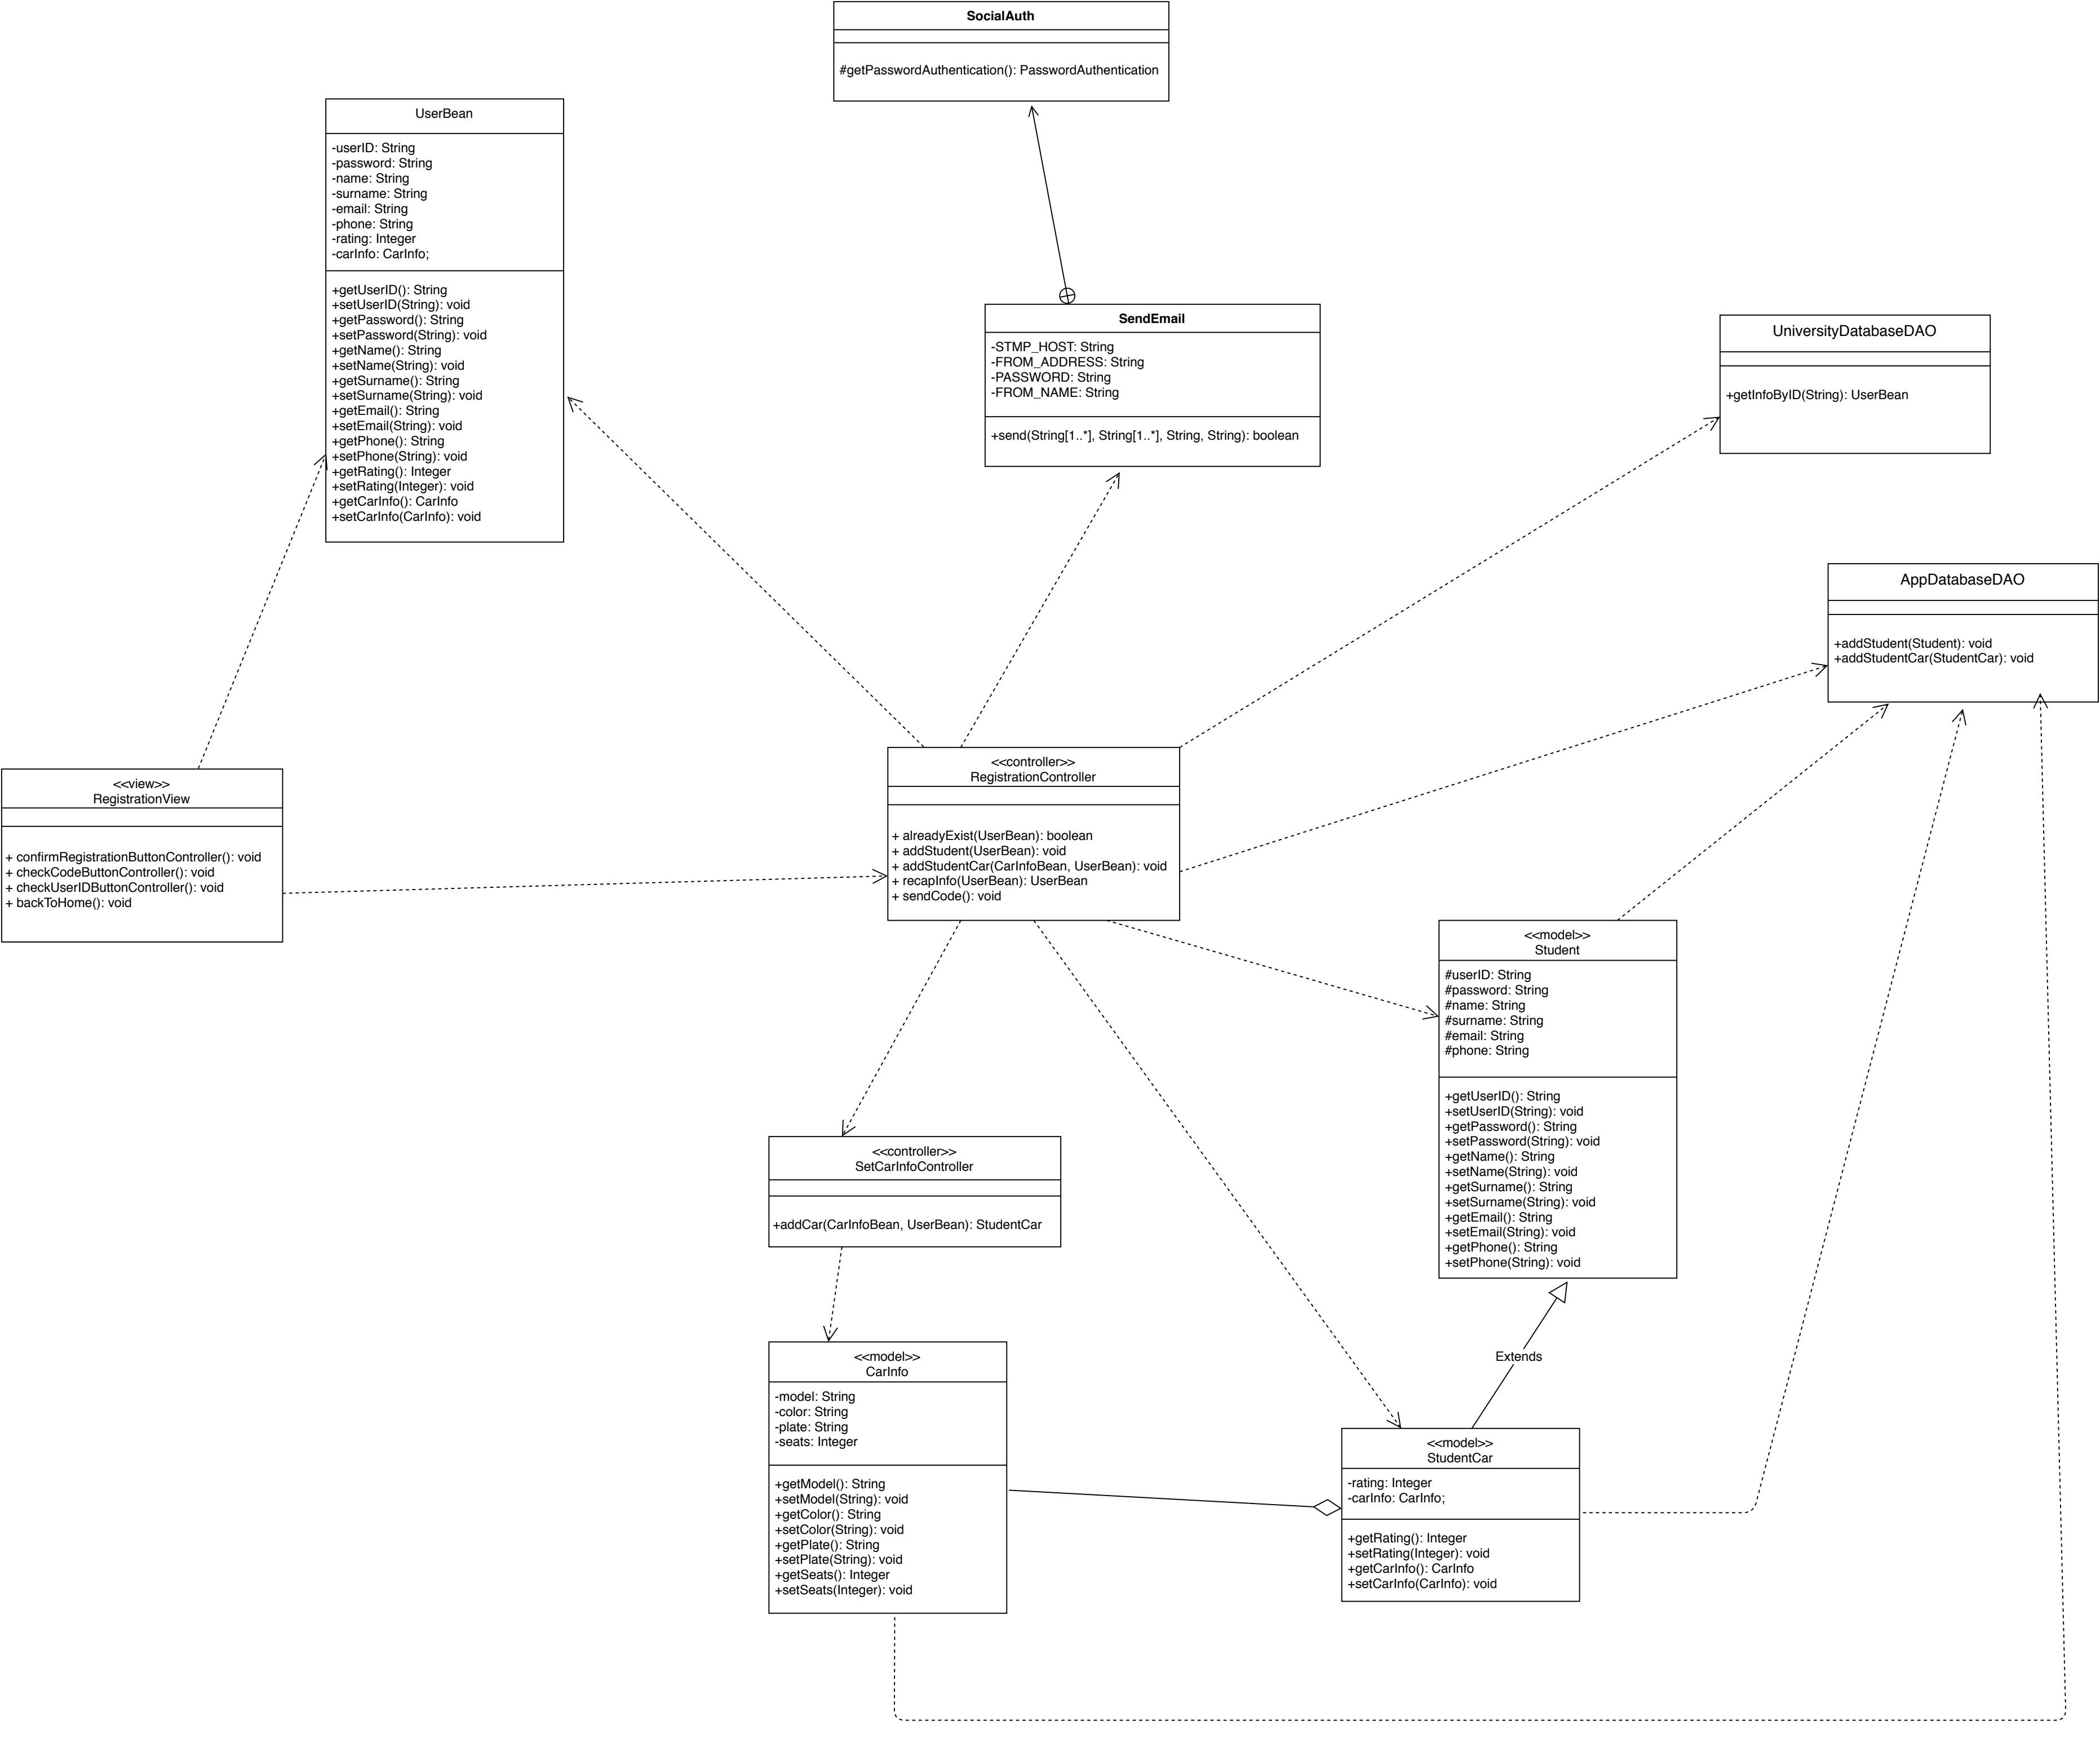 SocialAuth
#getPasswordAuthentication(): PasswordAuthentication
UserBean
-userID: String
-password: String
-name: String
-surname: String
-email: String
-phone: String
-rating: Integer
-carInfo: CarInfo;
+getUserID(): String
+setUserID(String): void
+getPassword(): String
+setPassword(String): void
+getName(): String
+setName(String): void
+getSurname(): String
+setSurname(String): void
+getEmail(): String
+setEmail(String): void
+getPhone(): String
+setPhone(String): void
+getRating(): Integer
+setRating(Integer): void
+getCarInfo(): CarInfo
+setCarInfo(CarInfo): void
SendEmail
-STMP_HOST: String
-FROM_ADDRESS: String
-PASSWORD: String
-FROM_NAME: String
+send(String[1..*], String[1..*], String, String): boolean
UniversityDatabaseDAO
+getInfoByID(String): UserBean
AppDatabaseDAO
+addStudent(Student): void
+addStudentCar(StudentCar): void
<<view>>
RegistrationView
+ confirmRegistrationButtonController(): void
+ checkCodeButtonController(): void
+ checkUserIDButtonController(): void
+ backToHome(): void
<<controller>>
RegistrationController
+ alreadyExist(UserBean): boolean
+ addStudent(UserBean): void
+ addStudentCar(CarInfoBean, UserBean): void
+ recapInfo(UserBean): UserBean
+ sendCode(): void
<<model>>
Student
#userID: String
#password: String
#name: String
#surname: String
#email: String
#phone: String
+getUserID(): String
+setUserID(String): void
+getPassword(): String
+setPassword(String): void
+getName(): String
+setName(String): void
+getSurname(): String
+setSurname(String): void
+getEmail(): String
+setEmail(String): void
+getPhone(): String
+setPhone(String): void
<<controller>>
SetCarInfoController
+addCar(CarInfoBean, UserBean): StudentCar
Extends
<<model>>
CarInfo
-model: String
-color: String
-plate: String
-seats: Integer
+getModel(): String
+setModel(String): void
+getColor(): String
+setColor(String): void
+getPlate(): String
+setPlate(String): void
+getSeats(): Integer
+setSeats(Integer): void
<<model>>
StudentCar
-rating: Integer
-carInfo: CarInfo;
+getRating(): Integer
+setRating(Integer): void
+getCarInfo(): CarInfo
+setCarInfo(CarInfo): void